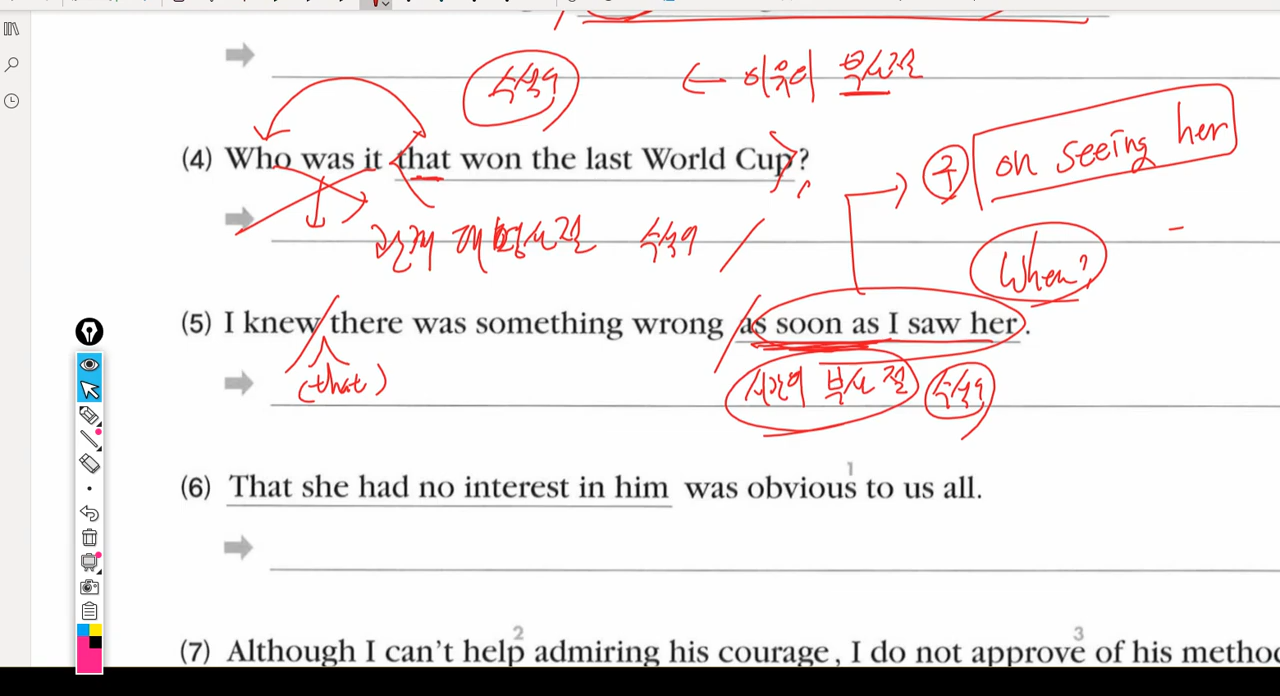 수식어
← 이유의 부사절
(4) Who was it that won the last World Cup?
주 on seeing her
관계 대명사절 수식어
When?
(5) I knew there was something wrong as soon as I saw her.
(that)
시간의 부사절 수식어
1
(6) That she had no interest in him was obvious to us all.
2 3
(7) Although I can't help admiring his courage, I do not approve of his